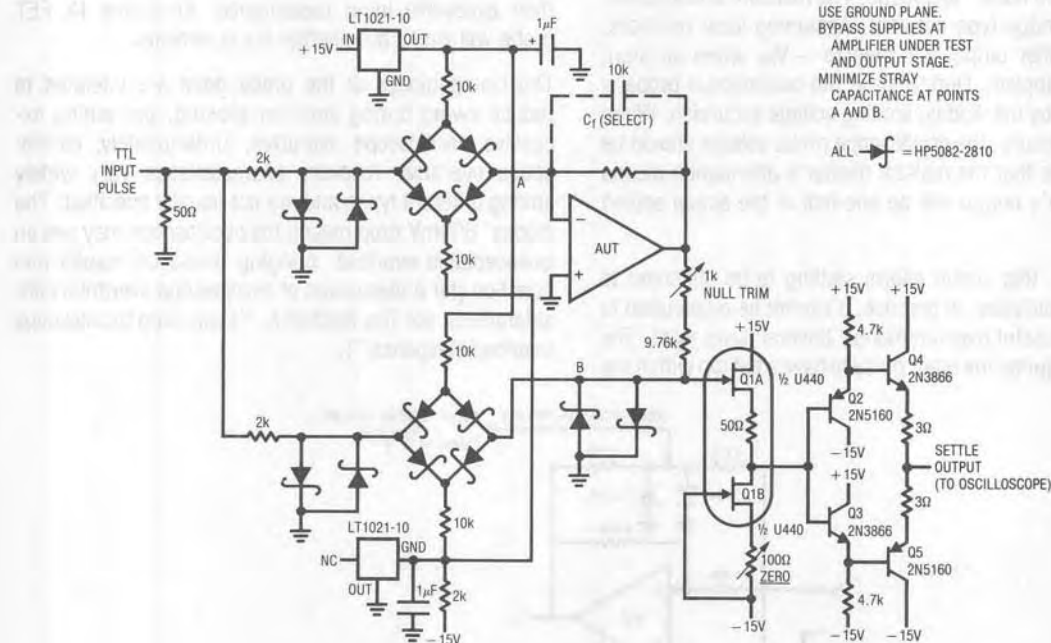 USE GROUND PLANE.
BYPASS SUPPLIES AT
AMPLIFIER UNDER TEST
AND OUTPUT STAGE.
MINIMIZE STRAY
CAPACITANCE AT POINTS
A AND B.
ALL HP5082-2810
LT1021-10
+15V
IN
OUT
GND
1μF
+
10k
10k
Cf (SELECT)
TTL
INPUT
PULSE
50Ω
2k
A
−
+
AUT
10k
1k
NULL TRIM
9.76k
10k
B
+15V
Q1A
½ U440
50Ω
Q1B
½ U440
100Ω
ZERO
−15V
+15V
+15V
4.7k
Q4
2N3866
Q2
2N5160
−15V
+15V
3Ω
SETTLE
OUTPUT
(TO OSCILLOSCOPE)
3Ω
Q3
2N3866
Q5
2N5160
4.7k
−15V
−15V
2k
10k
LT1021-10
NC
GND
OUT
1μF
2k
−15V